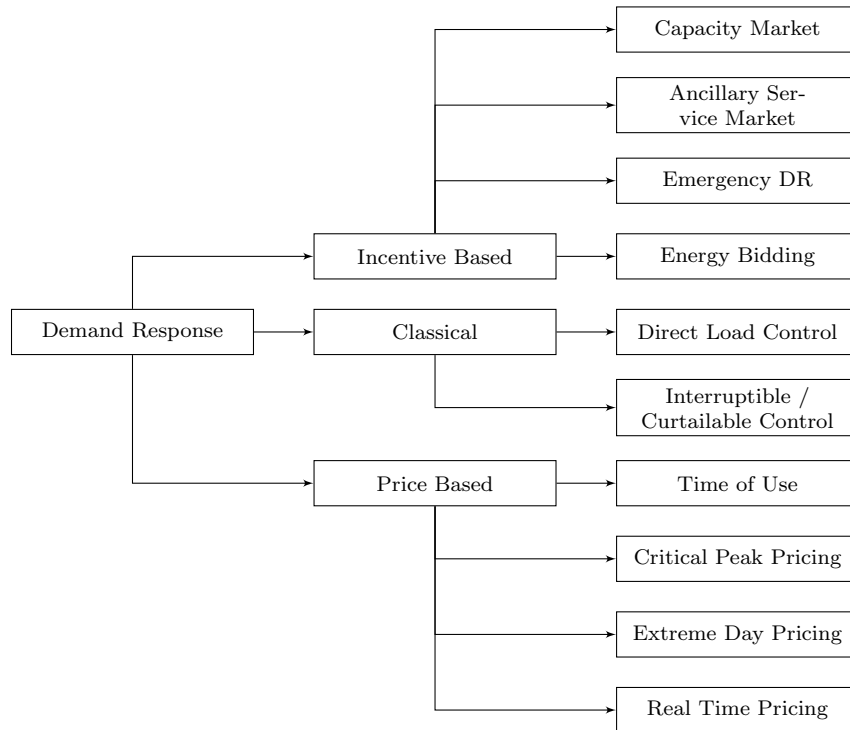 Capacity Market
Ancillary Ser-
vice Market
Emergency DR
Incentive Based
Energy Bidding
Demand Response
Classical
Direct Load Control
Interruptible /
Curtailable Control
Price Based
Time of Use
Critical Peak Pricing
Extreme Day Pricing
Real Time Pricing